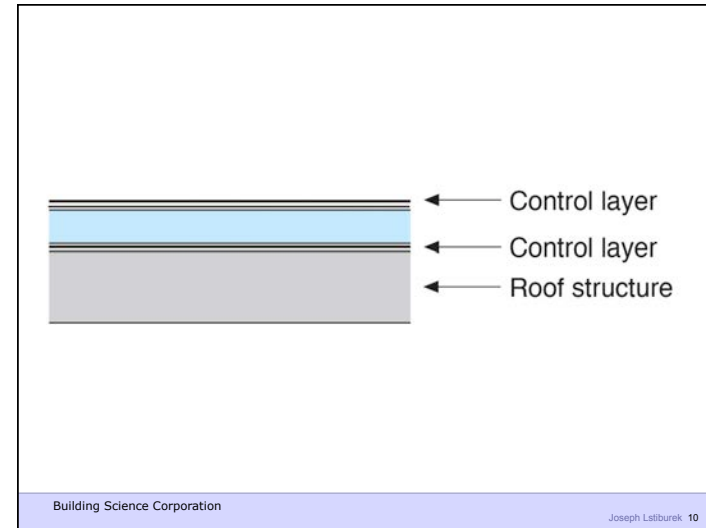 Control layer
Control layer
Roof structure
Building Science Corporation
Joseph Lstiburek 10